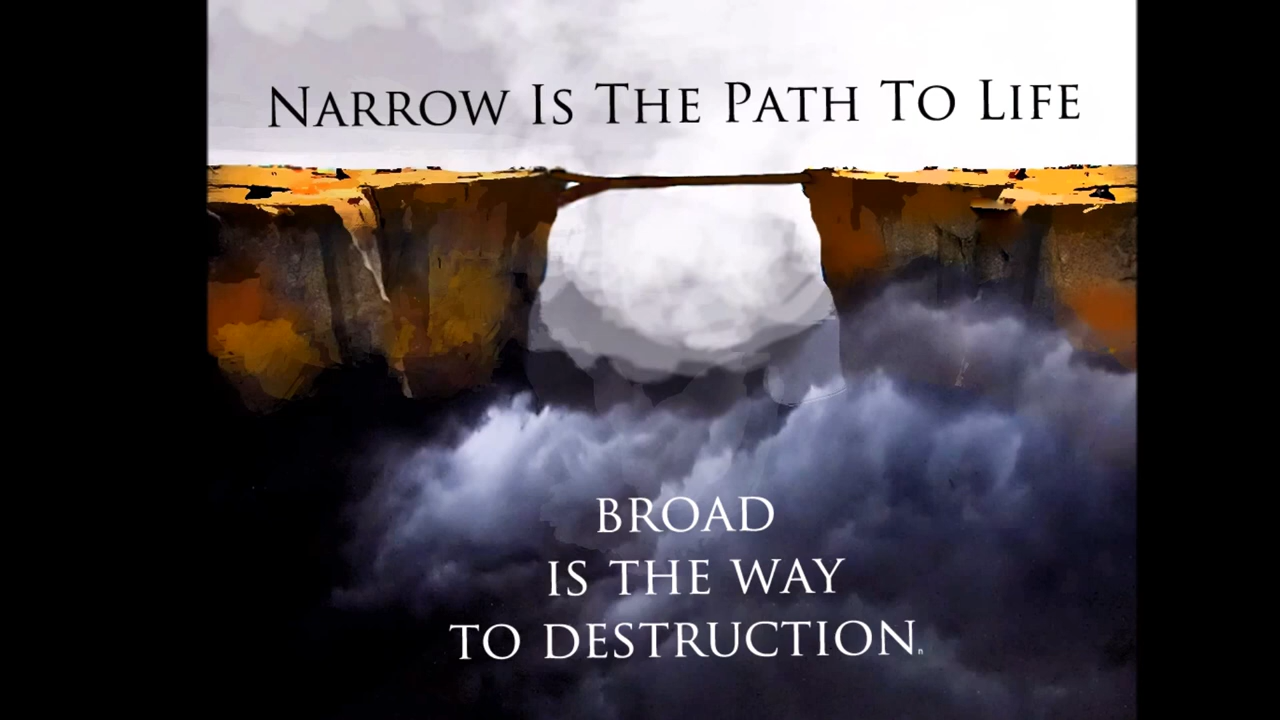 Narrow Is The Path To Life
BROAD
IS THE WAY
TO DESTRUCTION.